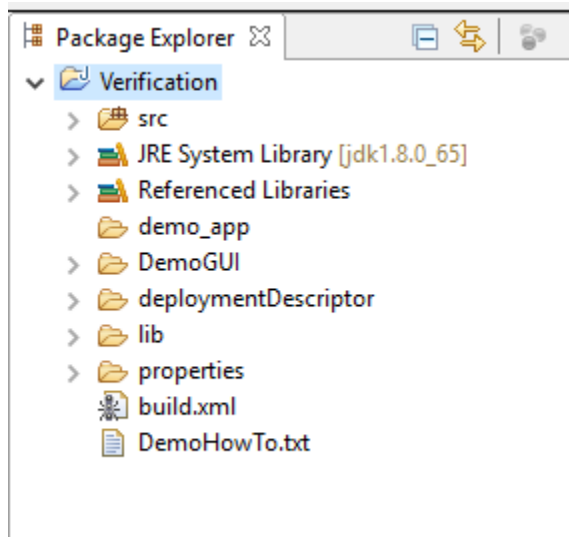 Package Explorer
Verification
src
JRE System Library [jdk1.8.0_65]
Referenced Libraries
demo_app
DemoGUI
deploymentDescriptor
lib
properties
build.xml
DemoHowTo.txt